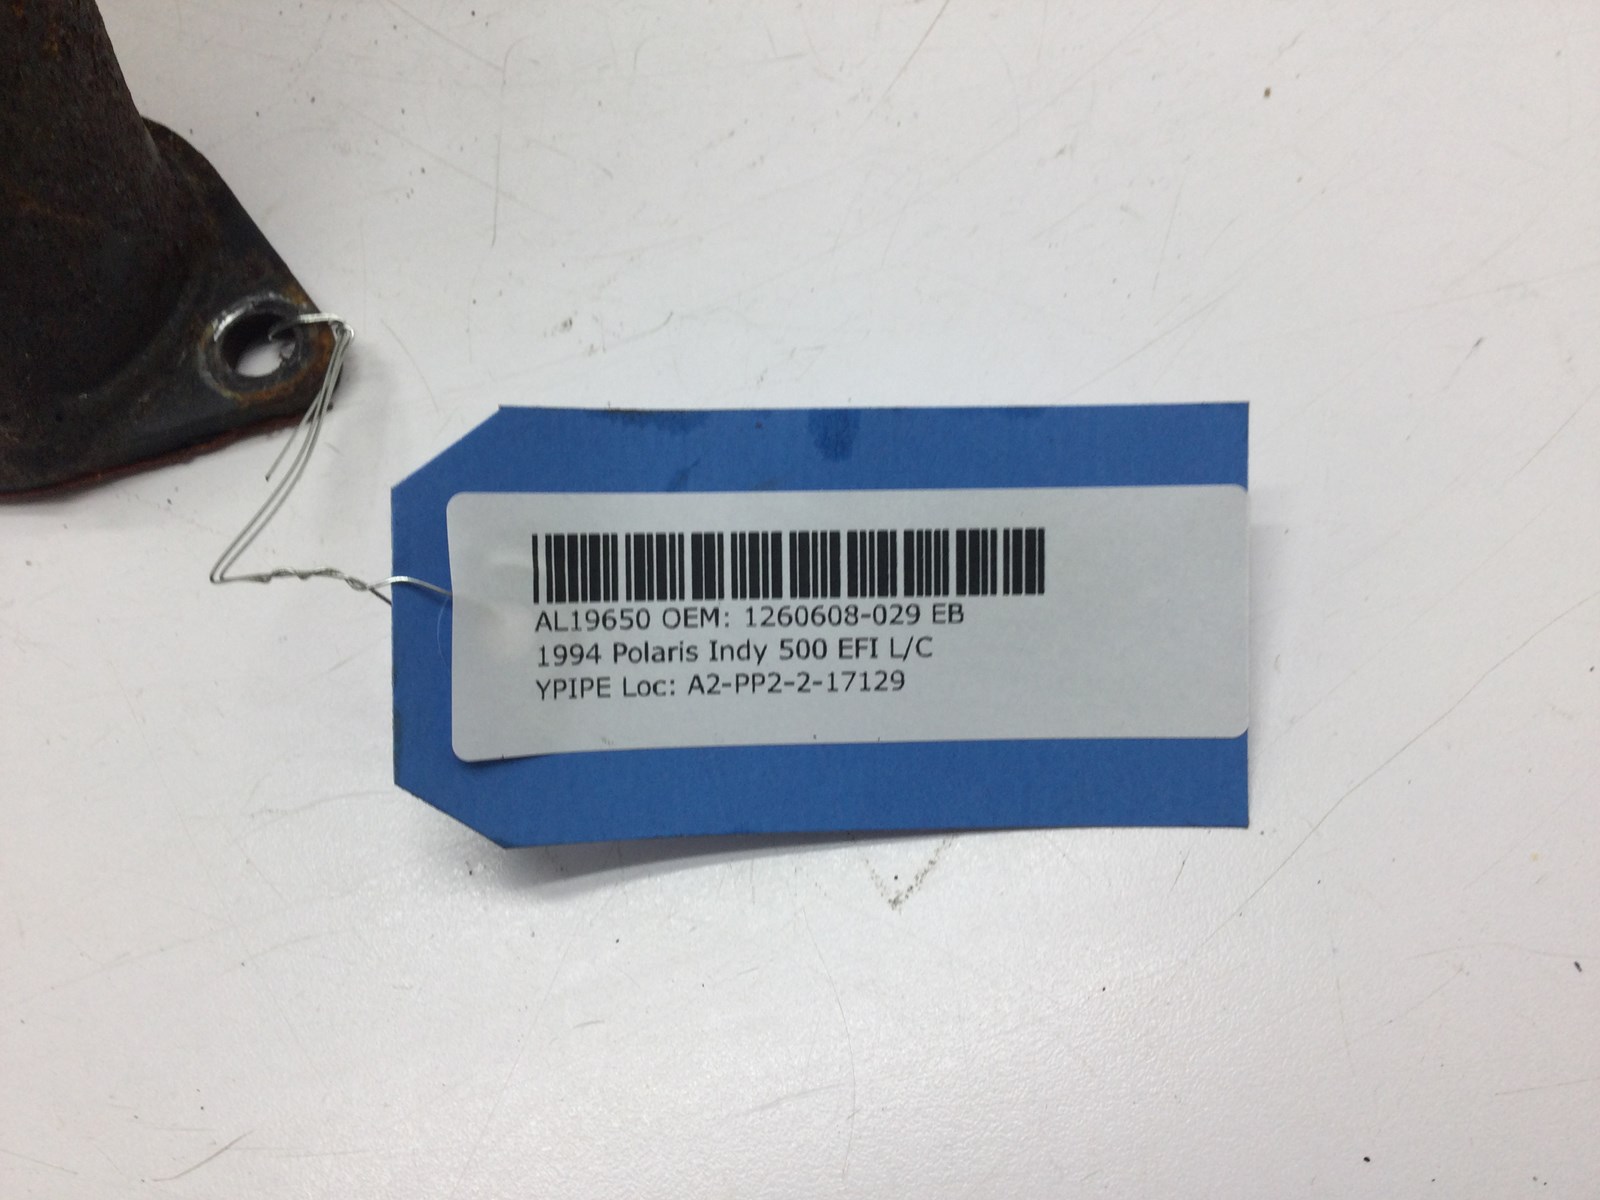 AL19650 OEM: 1260608-029 EB
1994 Polaris Indy 500 EFI L/C
YPIPE Loc: A2-PP2-2-17129